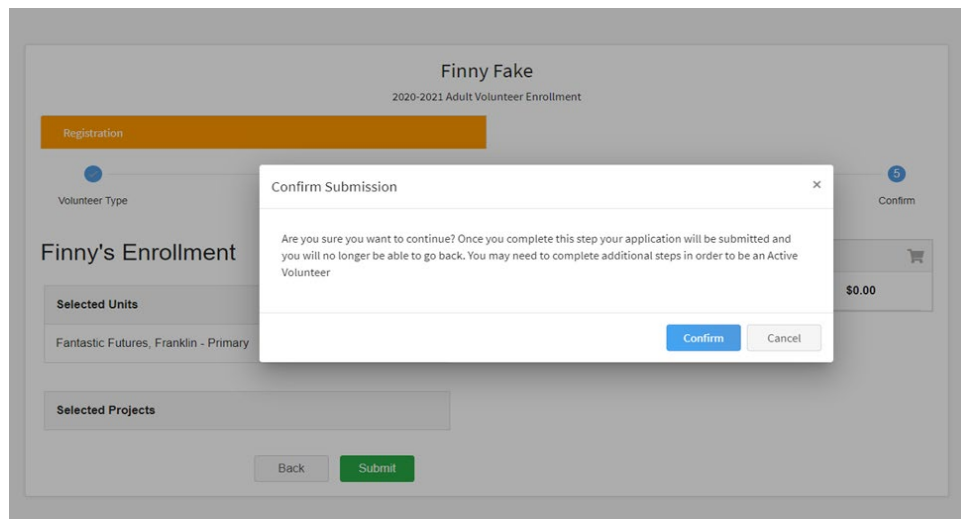 Finny Fake
2020-2021 Adult Volunteer Enrollment
Registration
Volunteer Type
5
Confirm
Confirm Submission
×
Are you sure you want to continue? Once you complete this step your application will be submitted and
you will no longer be able to go back. You may need to complete additional steps in order to be an Active
Volunteer
Confirm
Cancel
Finny's Enrollment
Selected Units
$0.00
Fantastic Futures, Franklin - Primary
Selected Projects
Back
Submit